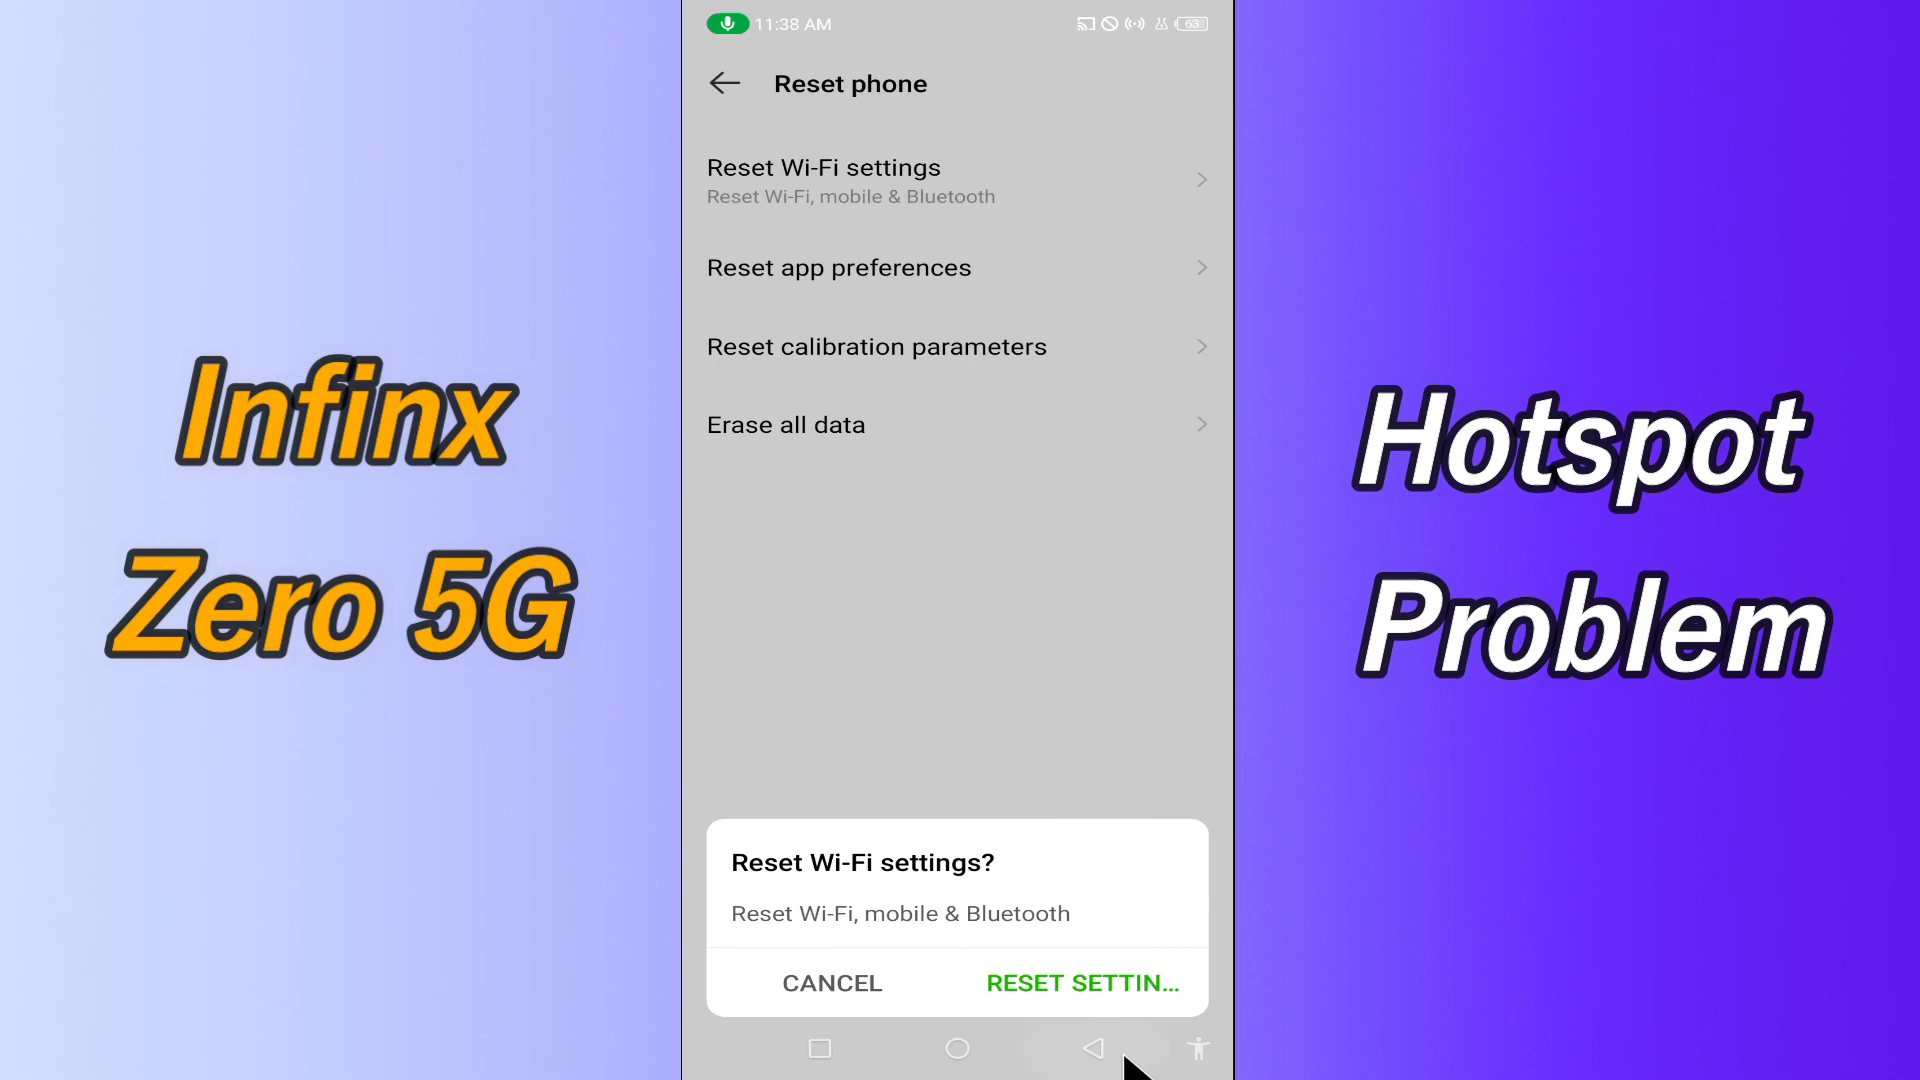 Infinx
Zero 5G
11:38 AM
63
Reset phone
Reset Wi-Fi settings
Reset Wi-Fi, mobile & Bluetooth
Reset app preferences
Reset calibration parameters
Erase all data
Reset Wi-Fi settings?
Reset Wi-Fi, mobile & Bluetooth
CANCEL
RESET SETTIN...
Hotspot
Problem